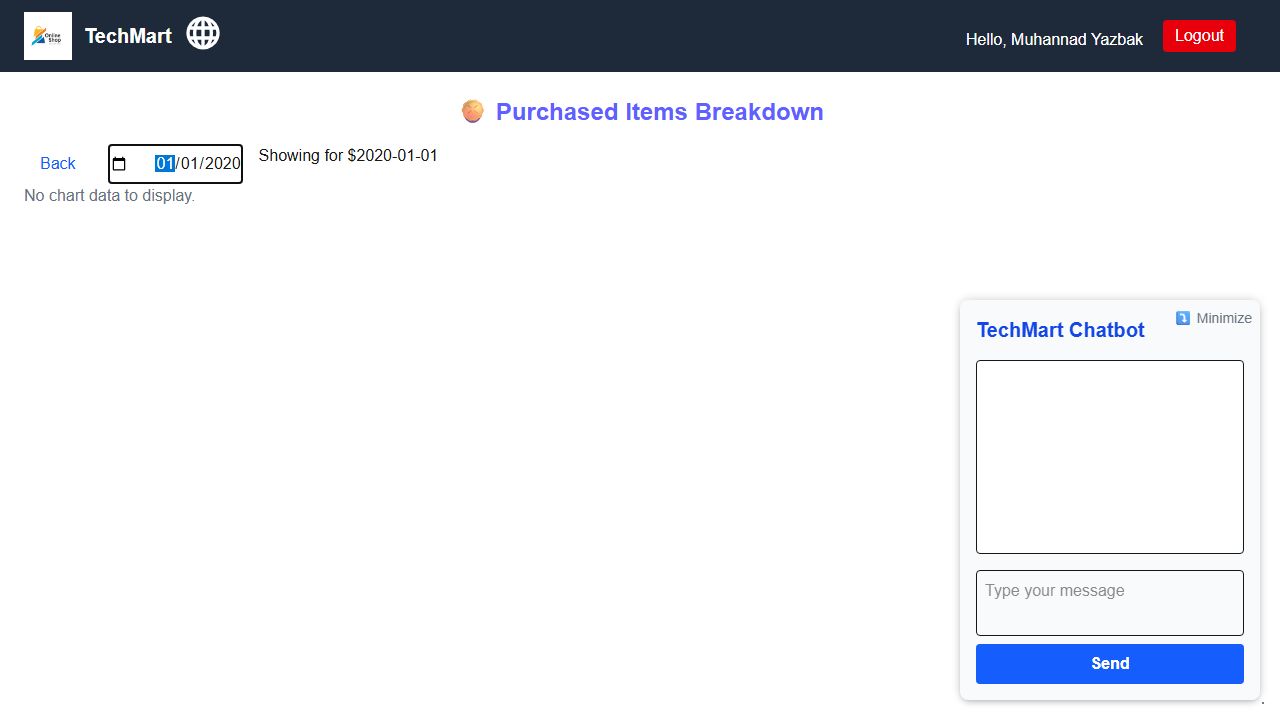 Online Shop
TechMart
Hello, Muhannad Yazbak
Logout
Purchased Items Breakdown
Back
01/01/2020
Showing for $2020-01-01
No chart data to display.
Minimize
TechMart Chatbot
Type your message
Send
.